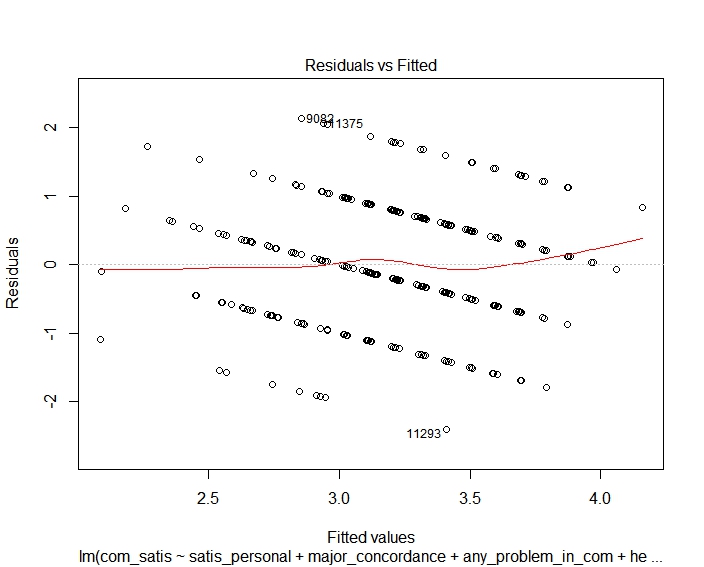 Residuals vs Fitted
9082
11375
11293
Residuals
2
1
0
-1
-2
2.5 3.0 3.5 4.0
Fitted values
lm(com_satis ~ satis_personal + major_concordance + any_problem_in_com + he ...